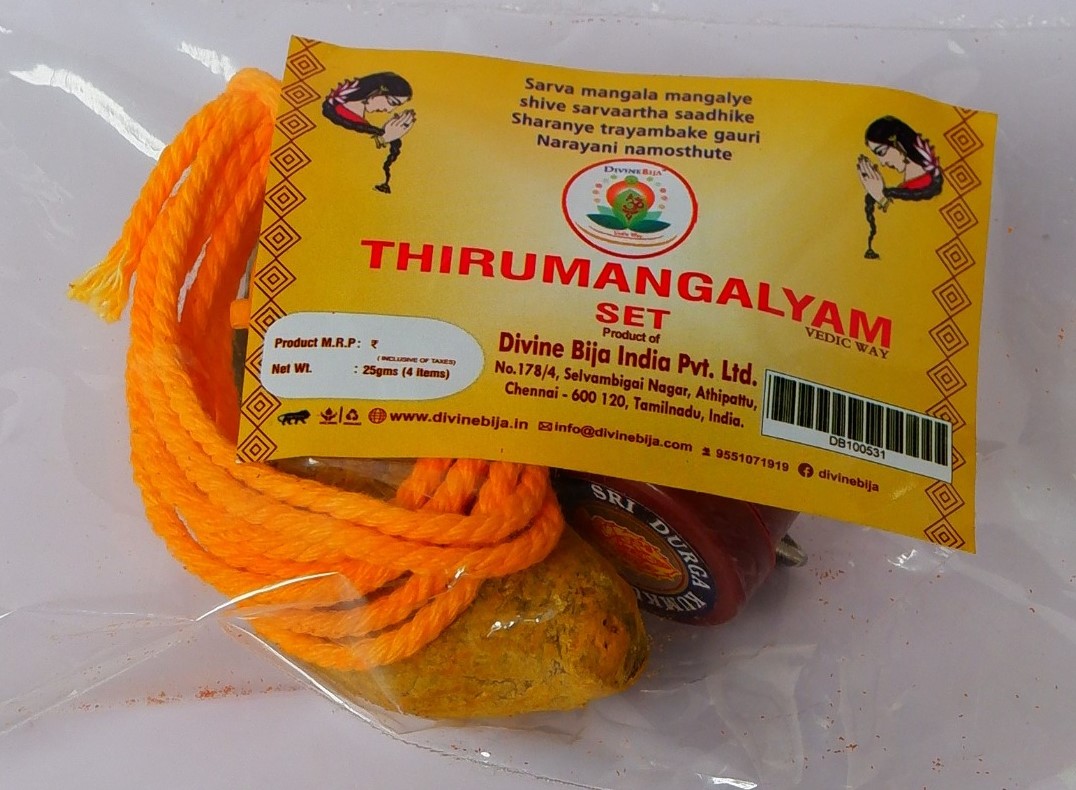 Sarva mangala mangalye
shive sarvaartha saadhike
Sharanye trayambake gauri
Narayani namosthute
DIVINEBIJA
THIRUMANGALYAM
SET
VEDIC WAY
Product of
Divine Bija India Pvt. Ltd.
No.178/4, Selvambigai Nagar, Athipattu,
Chennai - 600 120, Tamilnadu, India.
Product M.R.P : ₹
( INCLUSIVE OF TAXES)
Net Wt. : 25gms (4 items)
DB100531
www.divinebija.in info@divinebija.com 9551071919 divinebija
SRI DURGA